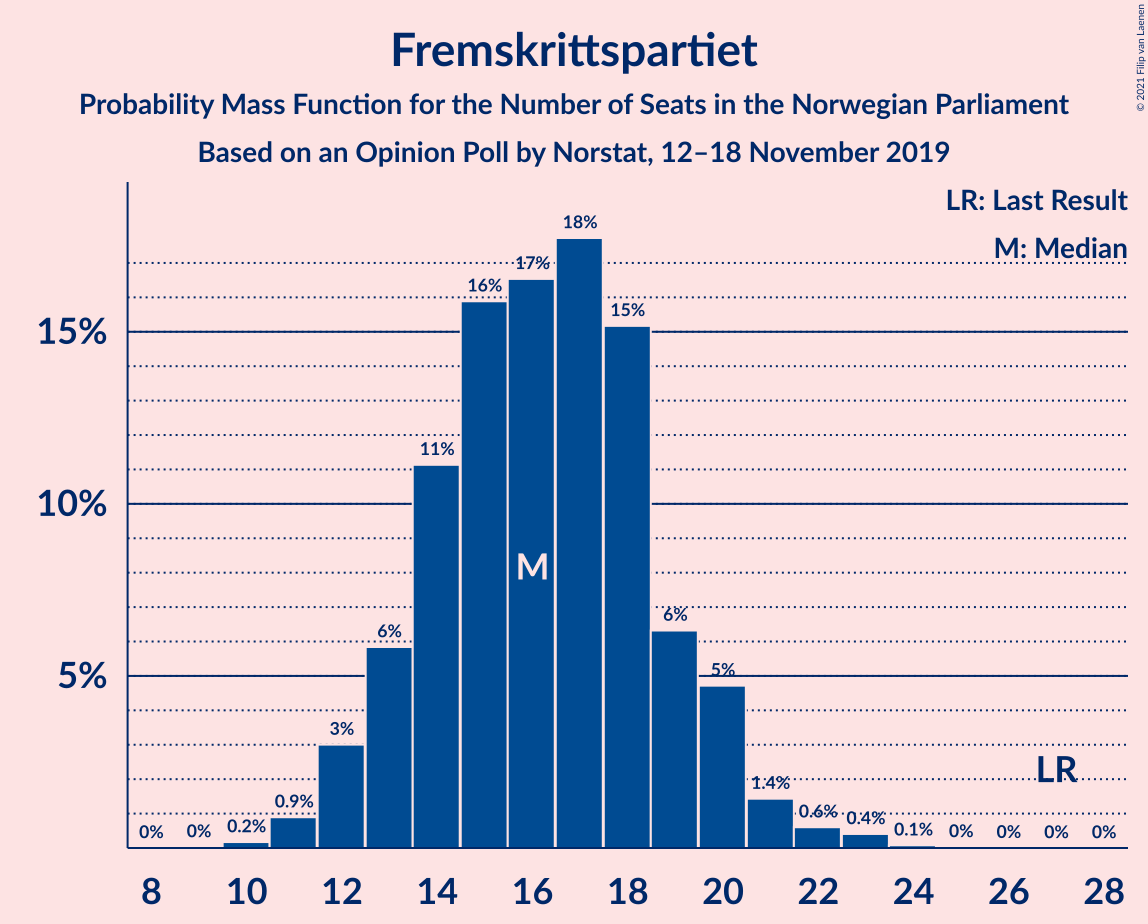 Fremskrittspartiet
Probability Mass Function for the Number of Seats in the Norwegian Parliament
Based on an Opinion Poll by Norstat, 12–18 November 2019
© 2021 Filip van Laenen
LR: Last Result
M: Median
15%
10%
5%
0% 0% 0.2% 0.9% 3% 6% 11% 16% 17% 18% 15% 6% 5% 1.4% 0.6% 0.4% 0.1% 0% 0% 0% 0%
M
LR
8 10 12 14 16 18 20 22 24 26 28